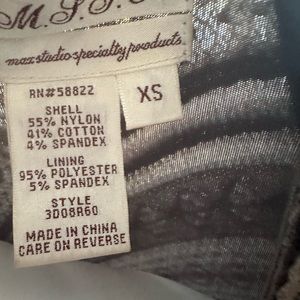 M.S.S.P.
max studio specialty products
XS
RN#58822
SHELL
55% NYLON
41% COTTON
4% SPANDEX
LINING
95% POLYESTER
5% SPANDEX
STYLE
3D08R60
MADE IN CHINA
CARE ON REVERSE